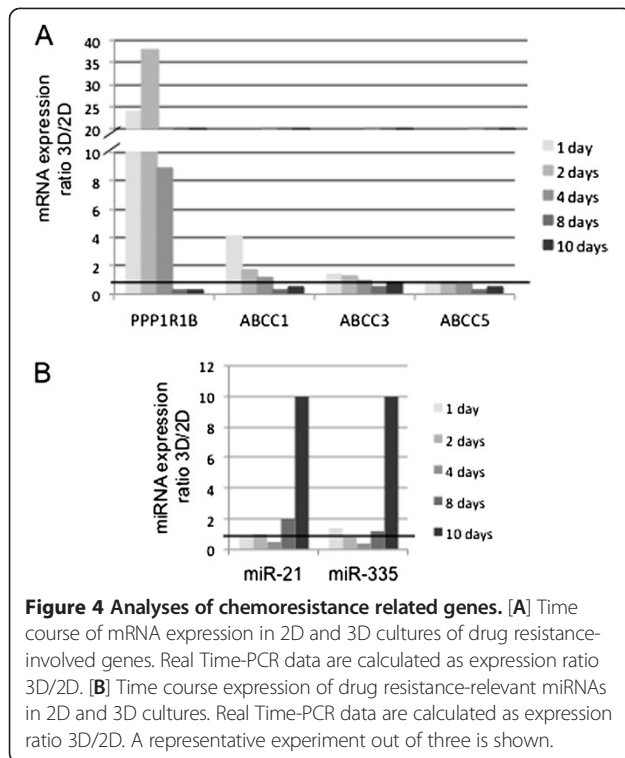 A
mRNA expression
ratio 3D/2D
40
35
30
25
20
10
8
6
4
2
0
PPP1R1B ABCC1 ABCC3 ABCC5
1 day
2 days
4 days
8 days
10 days
B
miRNA expression
ratio 3D/2D
12
10
8
6
4
2
0
miR-21 miR-335
1 day
2 days
4 days
8 days
10 days
Figure 4 Analyses of chemoresistance related genes. [A] Time
course of mRNA expression in 2D and 3D cultures of drug resistance-
involved genes. Real Time-PCR data are calculated as expression ratio
3D/2D. [B] Time course expression of drug resistance-relevant miRNAs
in 2D and 3D cultures. Real Time-PCR data are calculated as expression
ratio 3D/2D. A representative experiment out of three is shown.